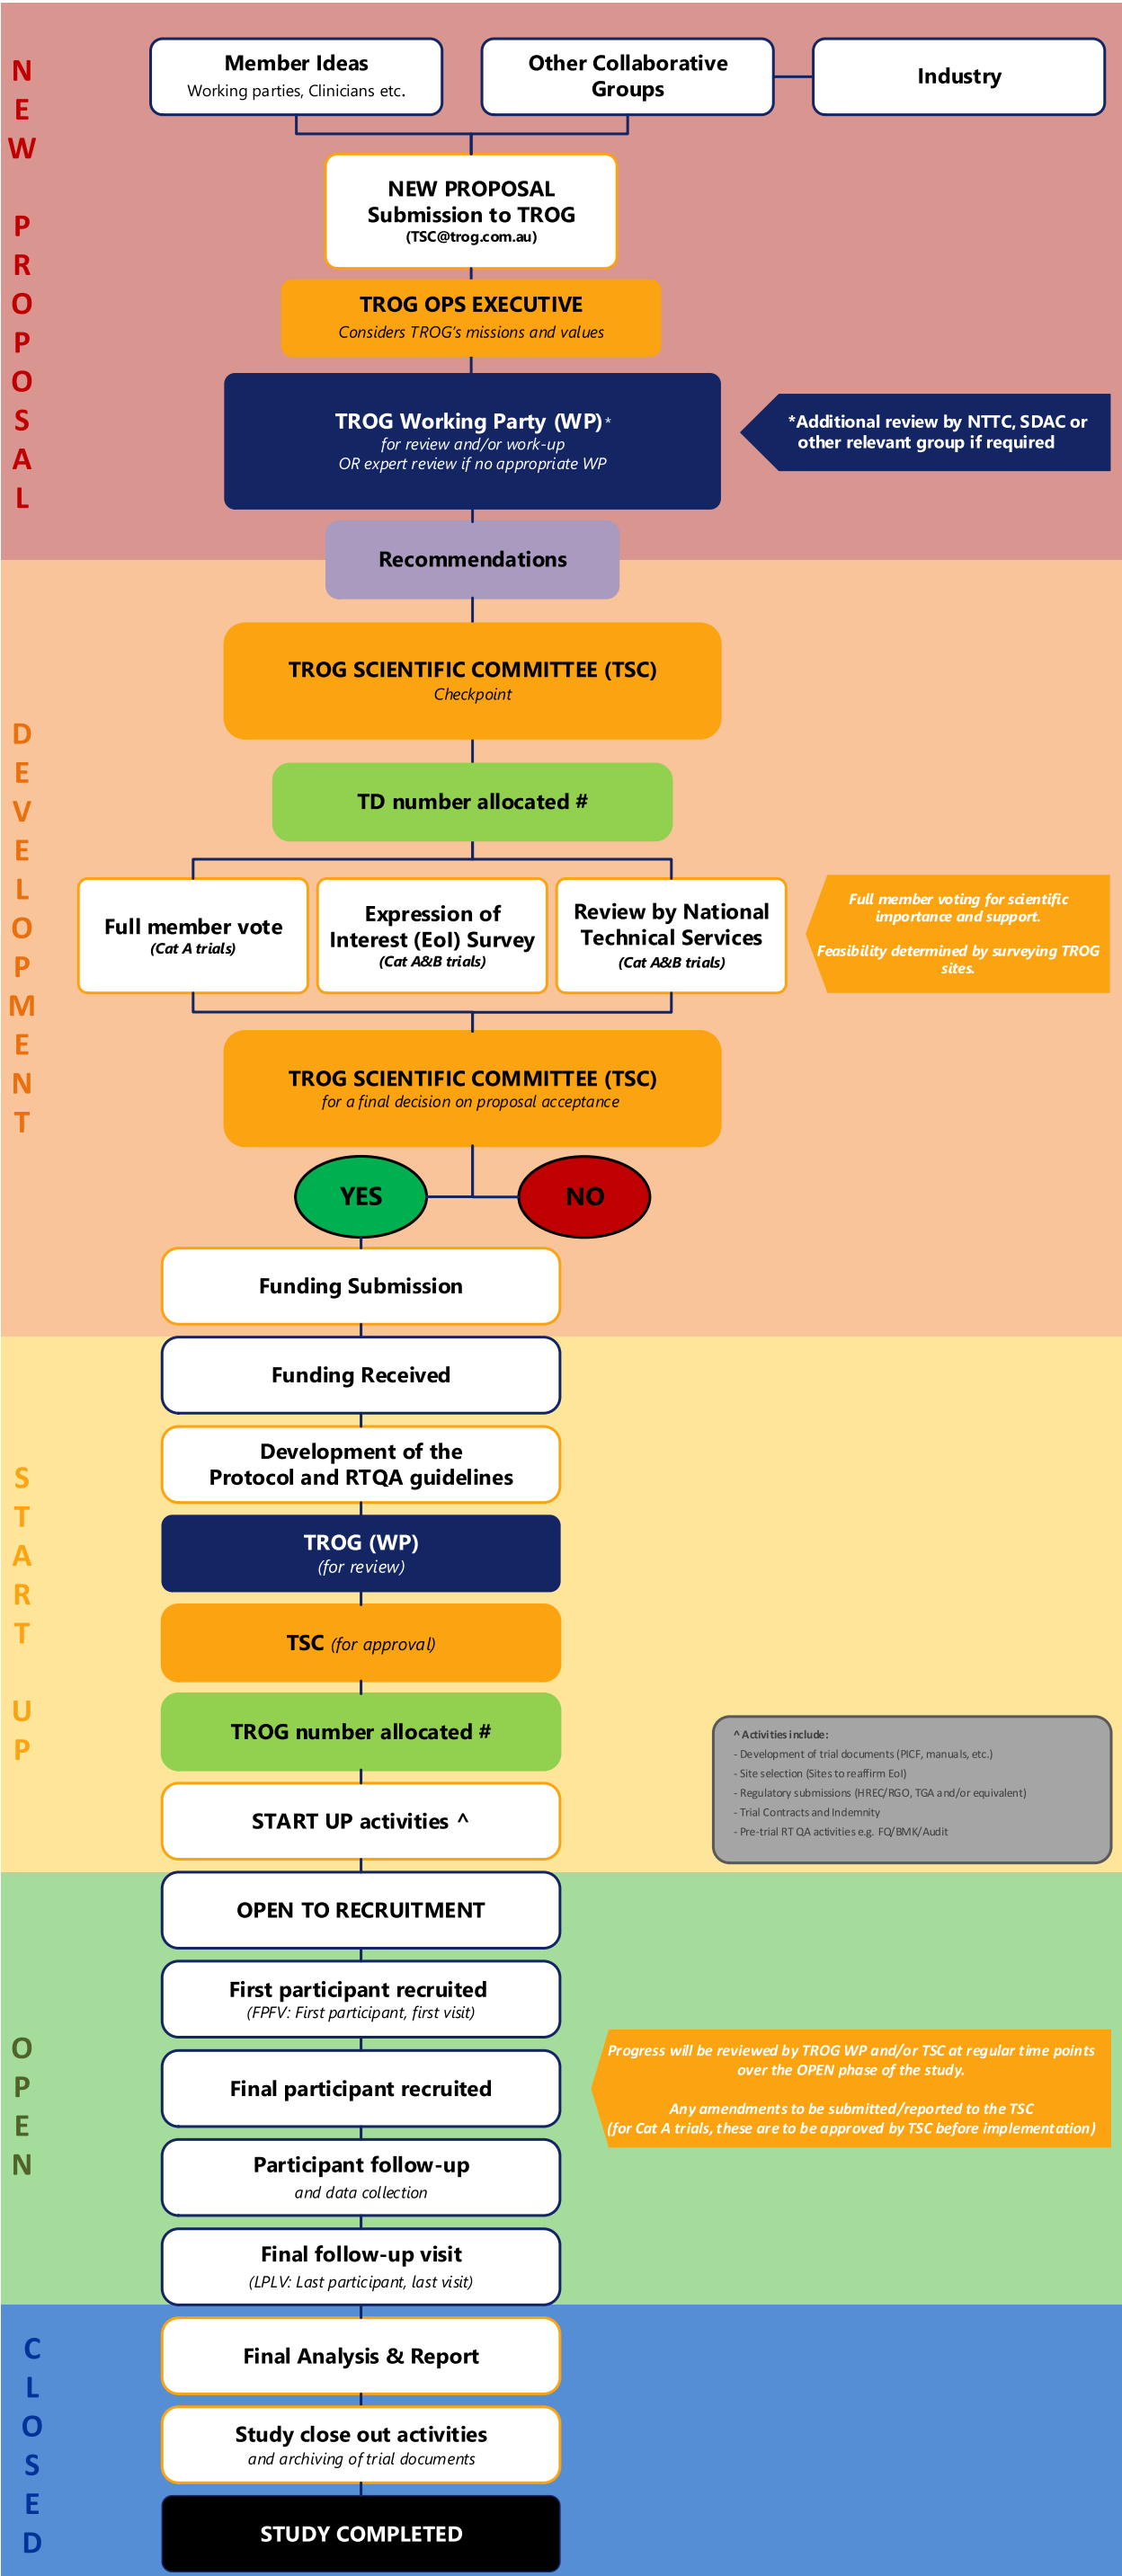 NEW PROPOSAL
Member Ideas
Working parties, Clinicians etc.
Other Collaborative
Groups
Industry
NEW PROPOSAL
Submission to TROG
(TSC@trog.com.au)
TROG OPS EXECUTIVE
Considers TROG's missions and values
TROG Working Party (WP)*
for review and/or work-up
OR expert review if no appropriate WP
*Additional review by NTTC, SDAC or
other relevant group if required
Recommendations
DEVELOPMENT
TROG SCIENTIFIC COMMITTEE (TSC)
Checkpoint
TD number allocated #
Full member vote
(Cat A trials)
Expression of
Interest (EoI) Survey
(Cat A&B trials)
Review by National
Technical Services
(Cat A&B trials)
Full member voting for scientific
importance and support.
Feasibility determined by surveying TROG
sites.
TROG SCIENTIFIC COMMITTEE (TSC)
for a final decision on proposal acceptance
YES
NO
Funding Submission
START UP
Funding Received
Development of the
Protocol and RTQA guidelines
TROG (WP)
(for review)
TSC (for approval)
TROG number allocated #
START UP activities ^
^ Activities include:
- Development of trial documents (PICF, manuals, etc.)
- Site selection (Sites to reaffirm EoI)
- Regulatory submissions (HREC/RGO, TGA and/or equivalent)
- Trial Contracts and Indemnity
- Pre-trial RT QA activities e.g. FQ/BMK/Audit
OPEN
OPEN TO RECRUITMENT
First participant recruited
(FPFV: First participant, first visit)
Final participant recruited
Progress will be reviewed by TROG WP and/or TSC at regular time points
over the OPEN phase of the study.
Any amendments to be submitted/reported to the TSC
(for Cat A trials, these are to be approved by TSC before implementation)
Participant follow-up
and data collection
Final follow-up visit
(LPLV: Last participant, last visit)
CLOSED
Final Analysis & Report
Study close out activities
and archiving of trial documents
STUDY COMPLETED